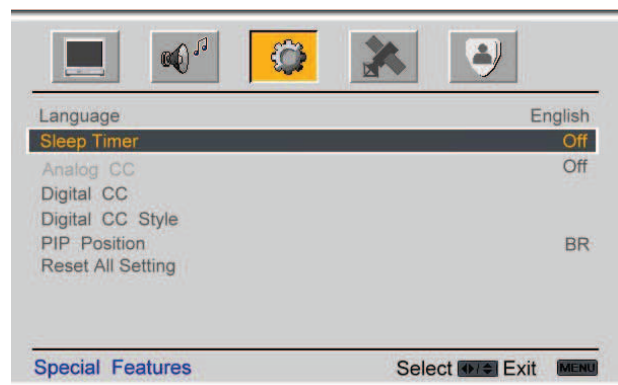 Language English
Sleep Timer Off
Analog CC Off
Digital CC
Digital CC Style
PIP Position BR
Reset All Setting
Special Features Select Exit MENU